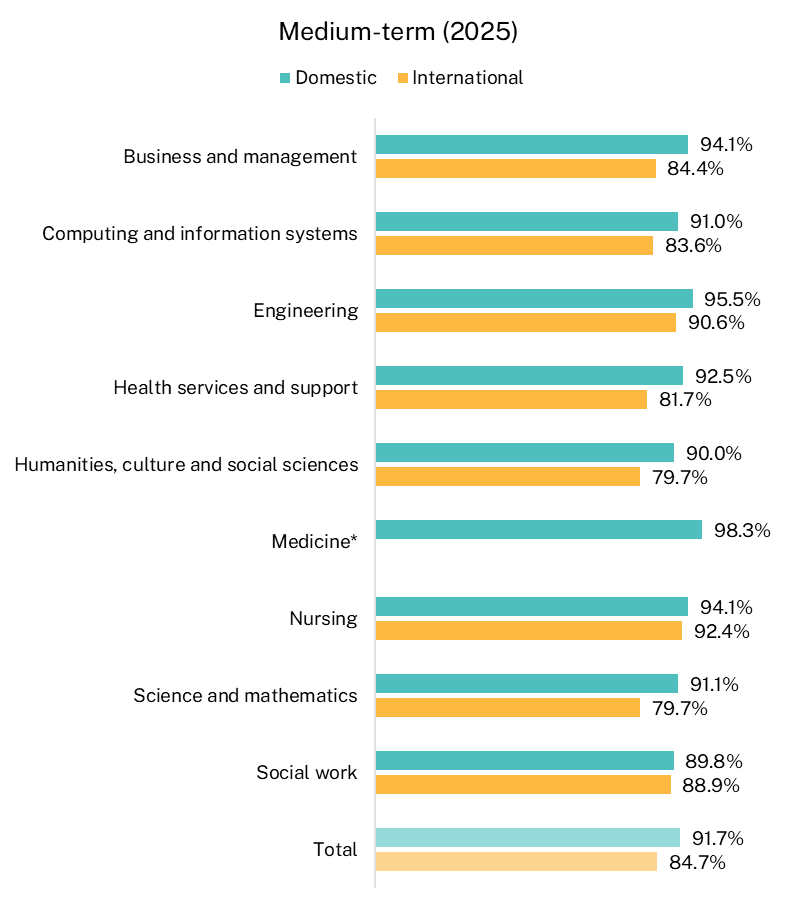 Medium-term (2025)
Domestic International
Business and management
94.1%
84.4%
Computing and information systems
91.0%
83.6%
Engineering
95.5%
90.6%
Health services and support
92.5%
81.7%
Humanities, culture and social sciences
90.0%
79.7%
Medicine*
98.3%
Nursing
94.1%
92.4%
Science and mathematics
91.1%
79.7%
Social work
89.8%
88.9%
Total
91.7%
84.7%